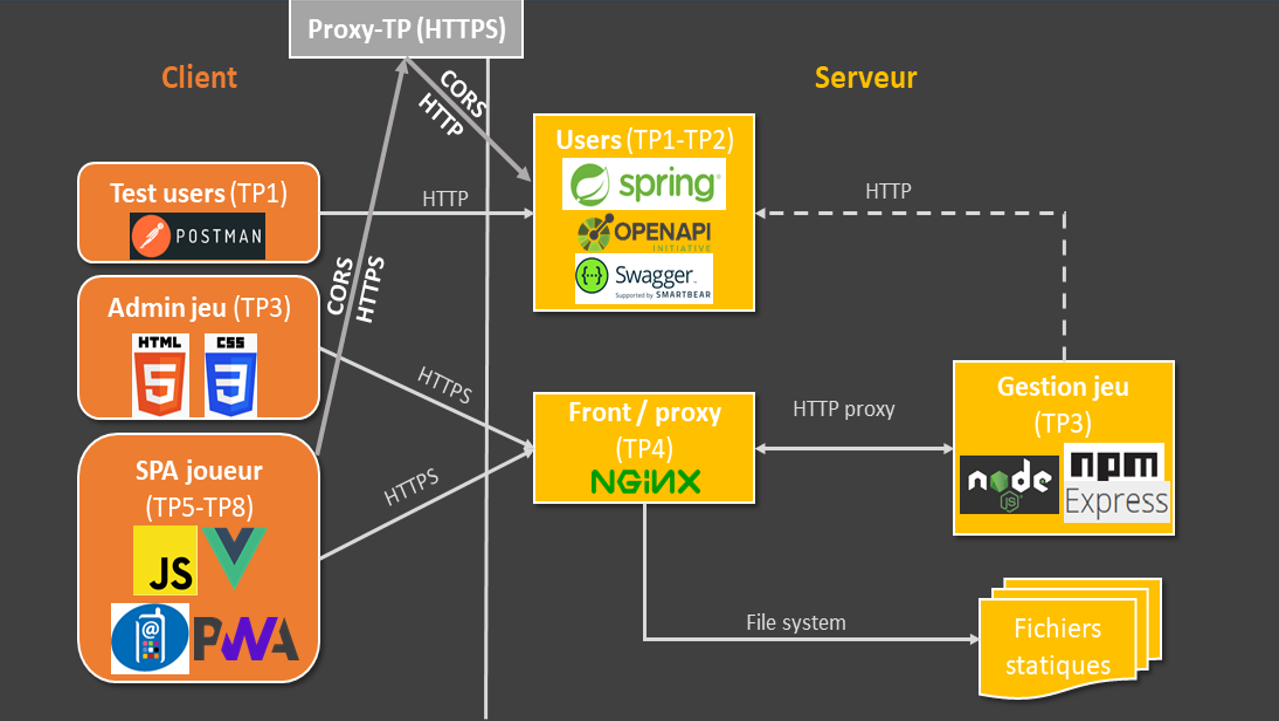 Proxy-TP (HTTPS)
Client
Serveur
CORS
HTTP
Users (TP1-TP2)
spring
OPENAPI
INITIATIVE
Swagger
Supported by SMARTBEAR
Test users (TP1)
POSTMAN
HTTP
HTTP
CORS
HTTPS
Admin jeu (TP3)
HTML
5
CSS
3
HTTPS
Front / proxy
(TP4)
NGINX
HTTP proxy
Gestion jeu
(TP3)
node
JS
npm
Express
SPA joueur
(TP5-TP8)
JS
@
PWA
HTTPS
File system
Fichiers
statiques